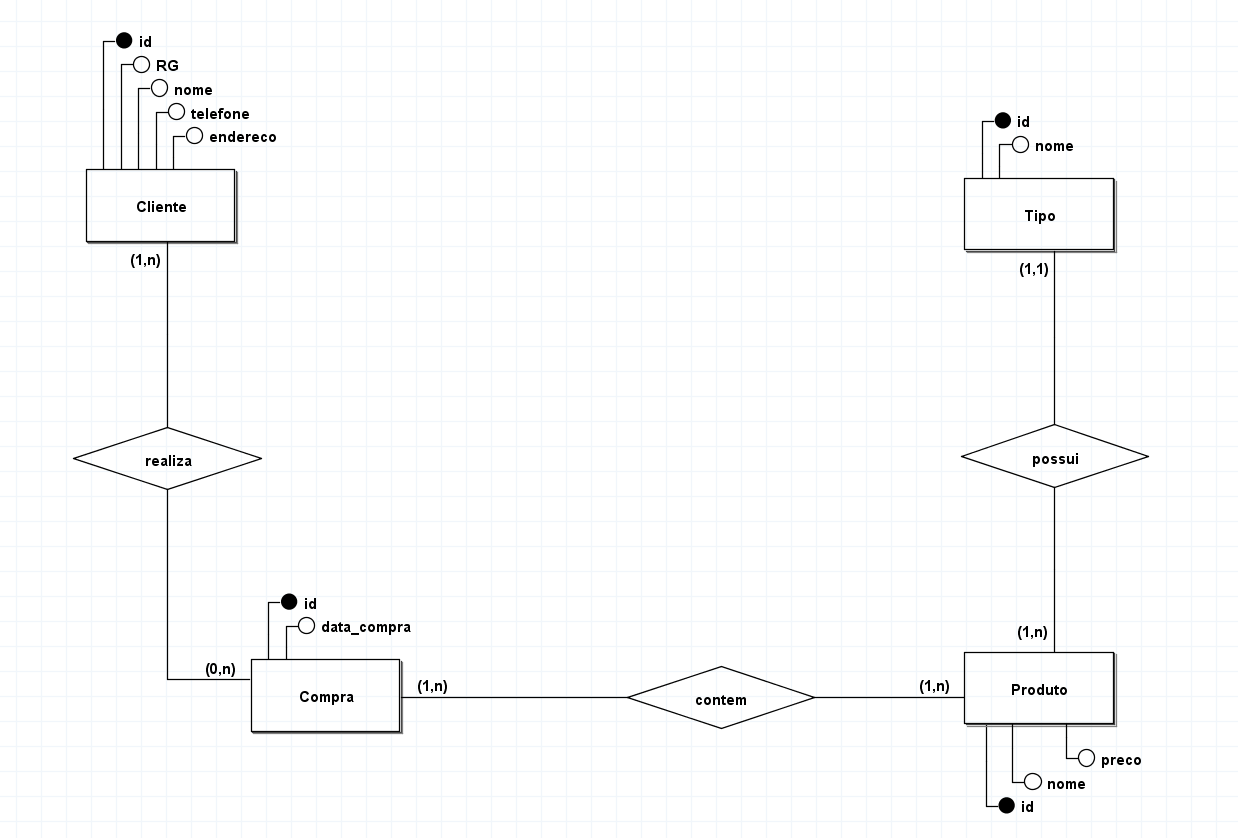 id
RG
nome
telefone
endereco
Cliente
(1,n)
id
nome
Tipo
(1,1)
realiza
possui
id
data_compra
(0,n)
Compra
(1,n)
contem
(1,n)
(1,n)
Produto
preco
nome
id